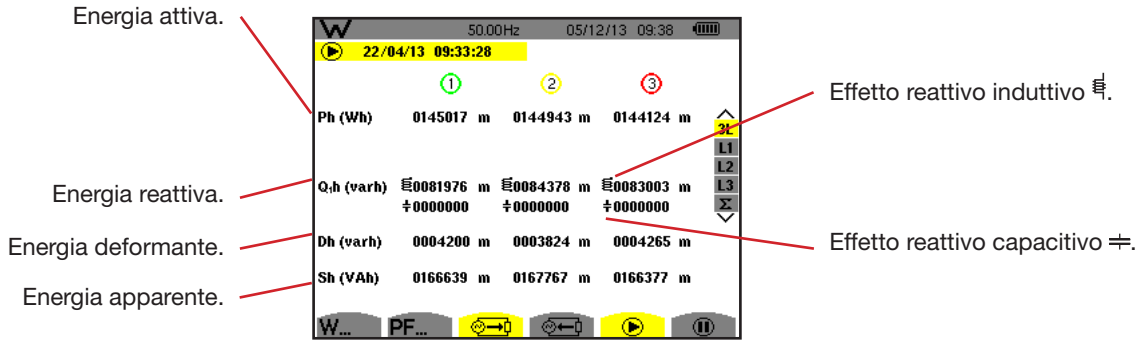 Energia attiva.
W 50.00Hz 05/12/13 09:38
22/04/13 09:33:28
1 2 3
Effetto reattivo induttivo.
Ph (Wh) 0145017 m 0144943 m 0144124 m
3L
L1
L2
L3
Σ
Energia reattiva.
Q₁h (varh) 0081976 m 0084378 m 0083003 m
0000000 0000000 0000000
Energia deformante.
Dh (varh) 0004200 m 0003824 m 0004265 m
Effetto reattivo capacitivo.
Sh (VAh) 0166639 m 0167767 m 0166377 m
Energia apparente.
W... PF...